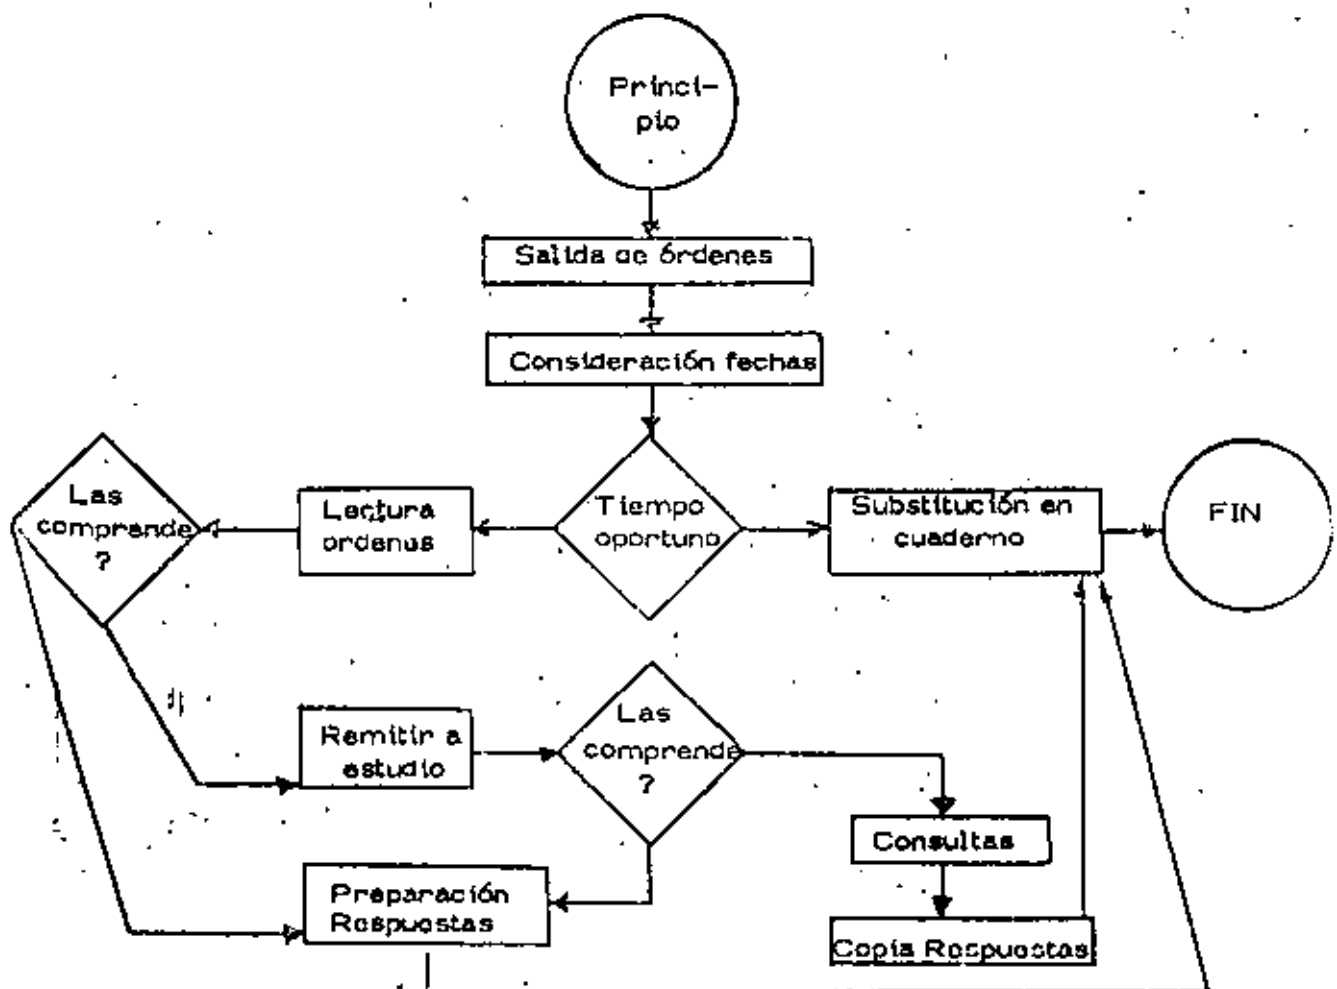 Princi-
pio
Salida de órdenes
Consideración fechas
Las
comprende
?
Lectura
ordenes
Tiempo
oportuno
Substitución en
cuaderno
FIN
Remitir a
estudio
Las
comprende
?
Consultas
Preparación
Respuestas
Copia Respuestas